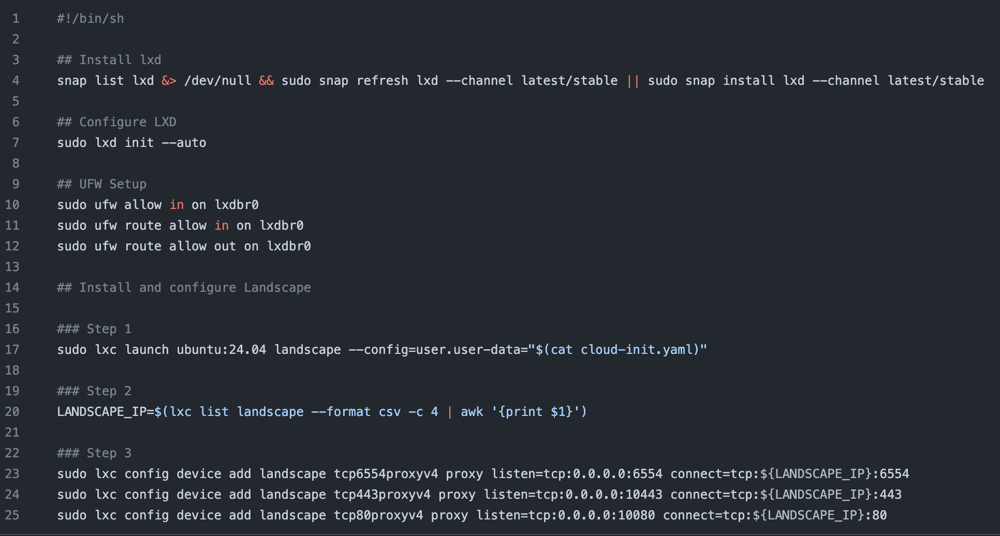 1 #!/bin/sh
2
3 ## Install lxd
4 snap list lxd &> /dev/null && sudo snap refresh lxd --channel latest/stable || sudo snap install lxd --channel latest/stable
5
6 ## Configure LXD
7 sudo lxd init --auto
8
9 ## UFW Setup
10 sudo ufw allow in on lxdbr0
11 sudo ufw route allow in on lxdbr0
12 sudo ufw route allow out on lxdbr0
13
14 ## Install and configure Landscape
15
16 ### Step 1
17 sudo lxc launch ubuntu:24.04 landscape --config=user.user-data="$(cat cloud-init.yaml)"
18
19 ### Step 2
20 LANDSCAPE_IP=$(lxc list landscape --format csv -c 4 | awk '{print $1}')
21
22 ### Step 3
23 sudo lxc config device add landscape tcp6554proxyv4 proxy listen=tcp:0.0.0.0:6554 connect=tcp:${LANDSCAPE_IP}:6554
24 sudo lxc config device add landscape tcp443proxyv4 proxy listen=tcp:0.0.0.0:10443 connect=tcp:${LANDSCAPE_IP}:443
25 sudo lxc config device add landscape tcp80proxyv4 proxy listen=tcp:0.0.0.0:10080 connect=tcp:${LANDSCAPE_IP}:80